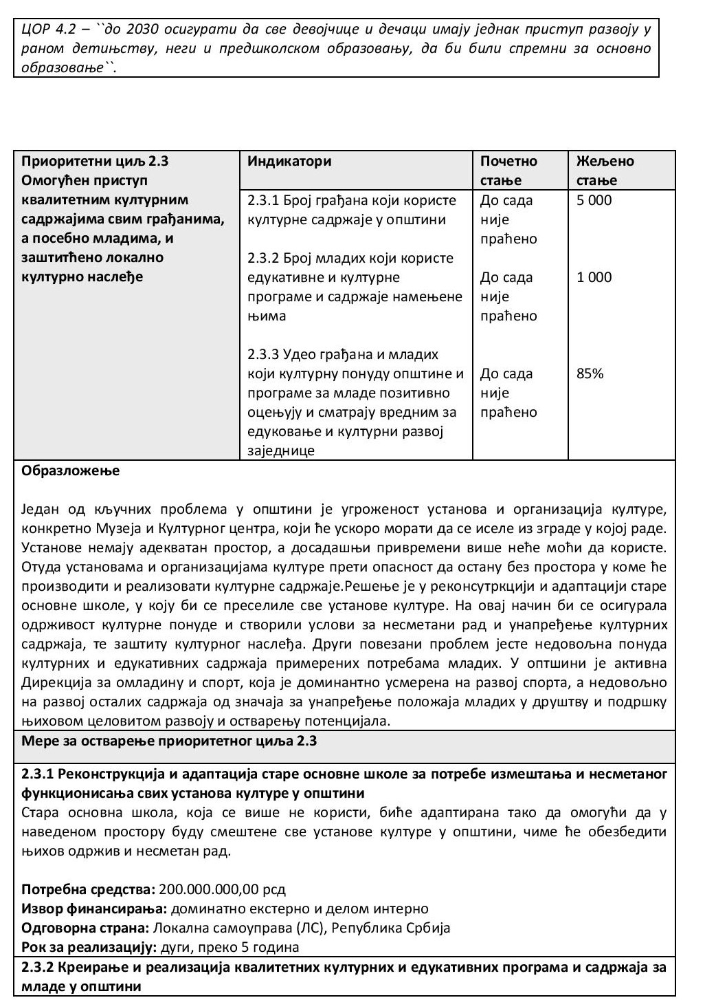 ЦОР 4.2 – ``до 2030 осигурати да све девојчице и дечаци имају једнак приступ развоју у
раном детињству, неги и предшколском образовању, да би били спремни за основно
образовање``.
Приоритетни циљ 2.3
Омогућен приступ
квалитетним културним
садржајима свим грађанима,
а посебно младима, и
заштитћено локално
културно наслеђе
Индикатори
Почетно
стање
Жељено
стање
2.3.1 Број грађана који користе
културне садржаје у општини
До сада
није
праћено
5 000
2.3.2 Број младих који користе
едукативне и културне
програме и садржаје намењене
њима
До сада
није
праћено
1 000
2.3.3 Удео грађана и младих
који културну понуду општине и
програме за младе позитивно
оцењују и сматрају вредним за
едуковање и културни развој
заједнице
До сада
није
праћено
85%
Образложење
Један од кључних проблема у општини је угроженост установа и организација културе,
конкретно Музеја и Културног центра, који ће ускоро морати да се иселе из зграде у којој раде.
Установе немају адекватан простор, а досадашњи привремени више неће моћи да користе.
Отуда установама и организацијама културе прети опасност да остану без простора у коме ће
производити и реализовати културне садржаје.Решење је у реконсутркцији и адаптацији старе
основне школе, у коју би се преселиле све установе културе. На овај начин би се осигурала
одрживост културне понуде и створили услови за несметани рад и унапређење културних
садржаја, те заштиту културног наслеђа. Други повезани проблем јесте недовољна понуда
културних и едукативних садржаја примерених потребама младих. У оптшини је активна
Дирекција за омладину и спорт, која је доминантно усмерена на развој спорта, а недовољно
на развој осталих садржаја од значаја за унапређење положаја младих у друштву и подршку
њиховом целовитом развоју и остварењу потенцијала.
Мере за остварење приоритетног циља 2.3
2.3.1 Реконструкција и адаптација старе основне школе за потребе измештања и несметаног
функционисања свих установа културе у општини
Стара основна школа, која се више не користи, биће адаптирана тако да омогући да у
наведеном простору буду смештене све установе културе у општини, чиме ће обезбедити
њихов одржив и несметан рад.
Потребна средства: 200.000.000,00 рсд
Извор финансирања: доминатно екстерно и делом интерно
Одговорна страна: Локална самоуправа (ЛС), Република Србија
Рок за реализацију: дуги, преко 5 година
2.3.2 Креирање и реализација квалитетних културних и едукативних програма и садржаја за
младе у општини